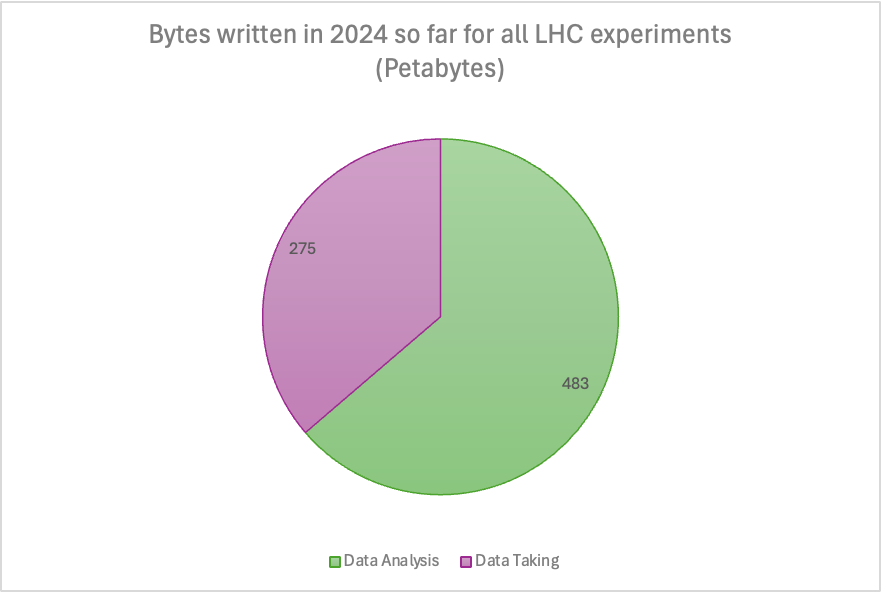 Bytes written in 2024 so far for all LHC experiments
(Petabytes)
275
483
Data Analysis
Data Taking